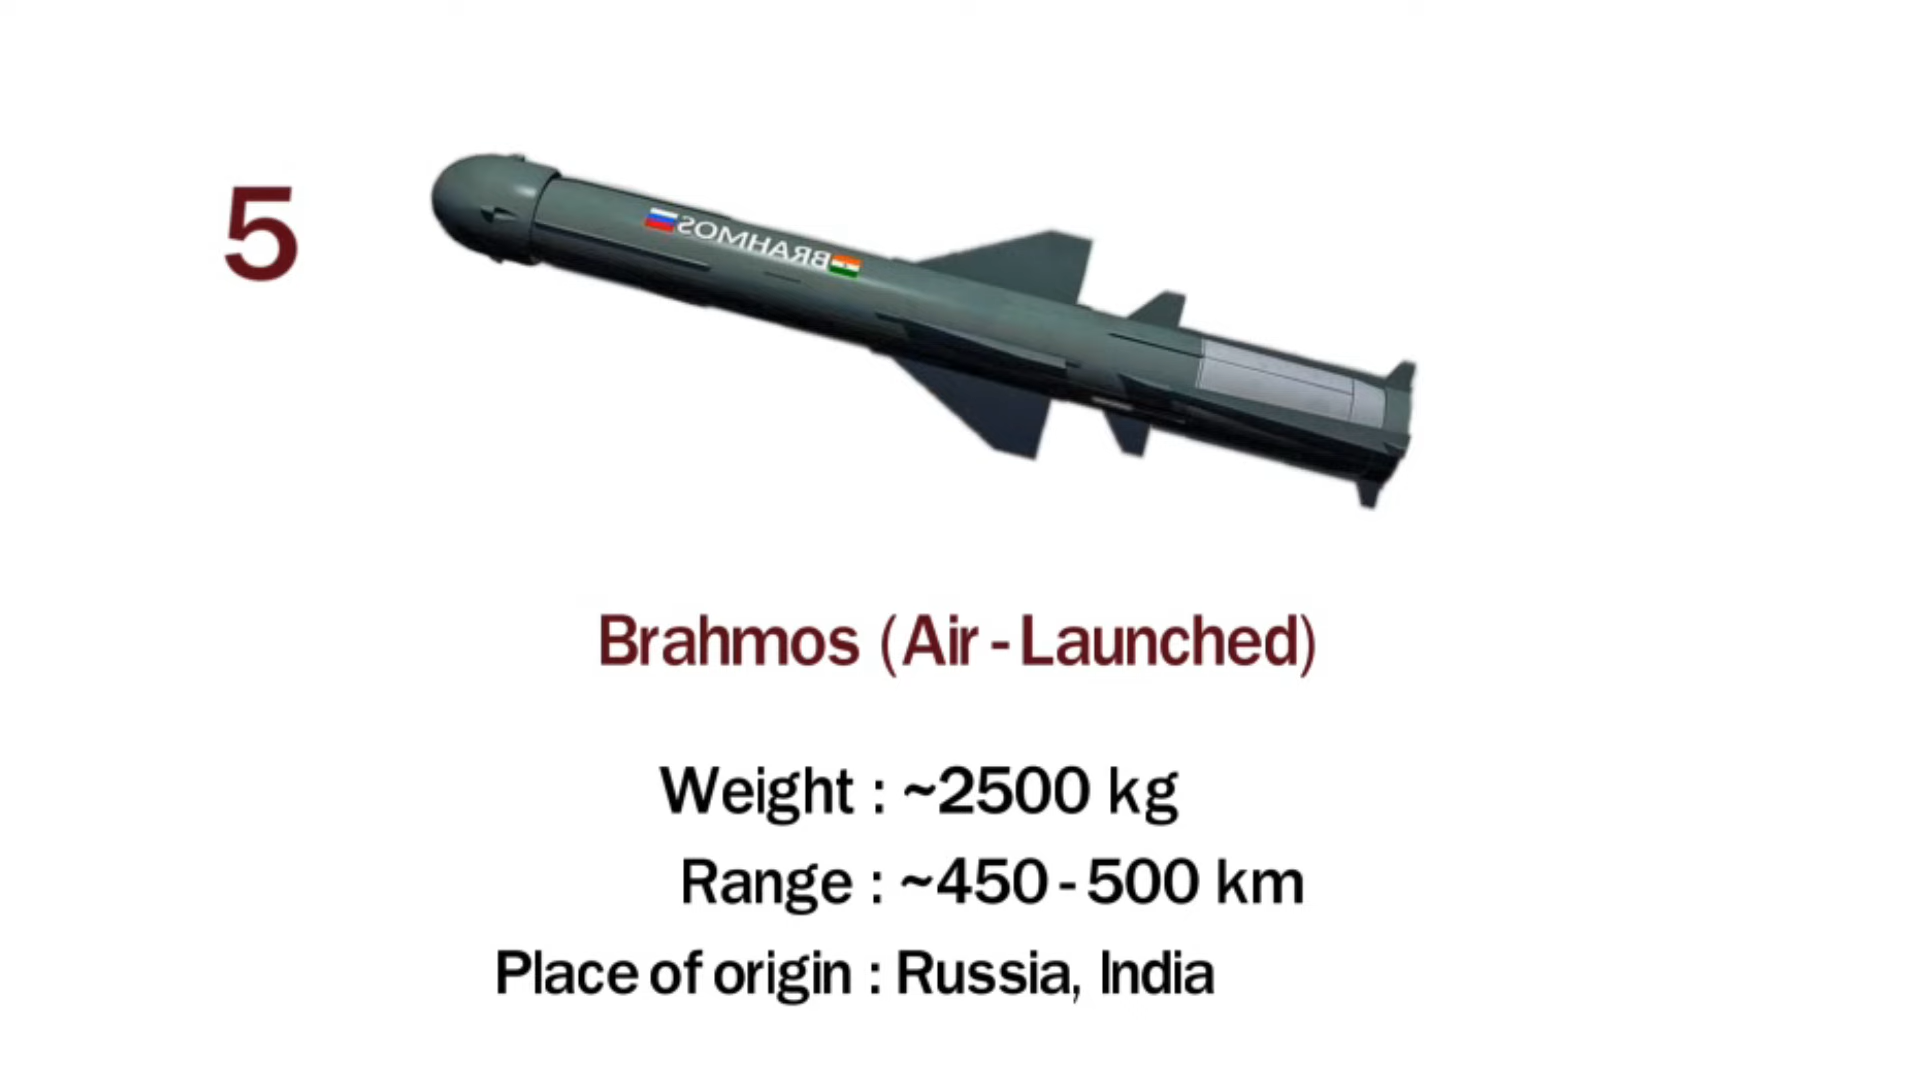 5
BRAHMOS
Brahmos (Air-Launched)
Weight : ~2500 kg
Range : ~450-500 km
Place of origin : Russia, India